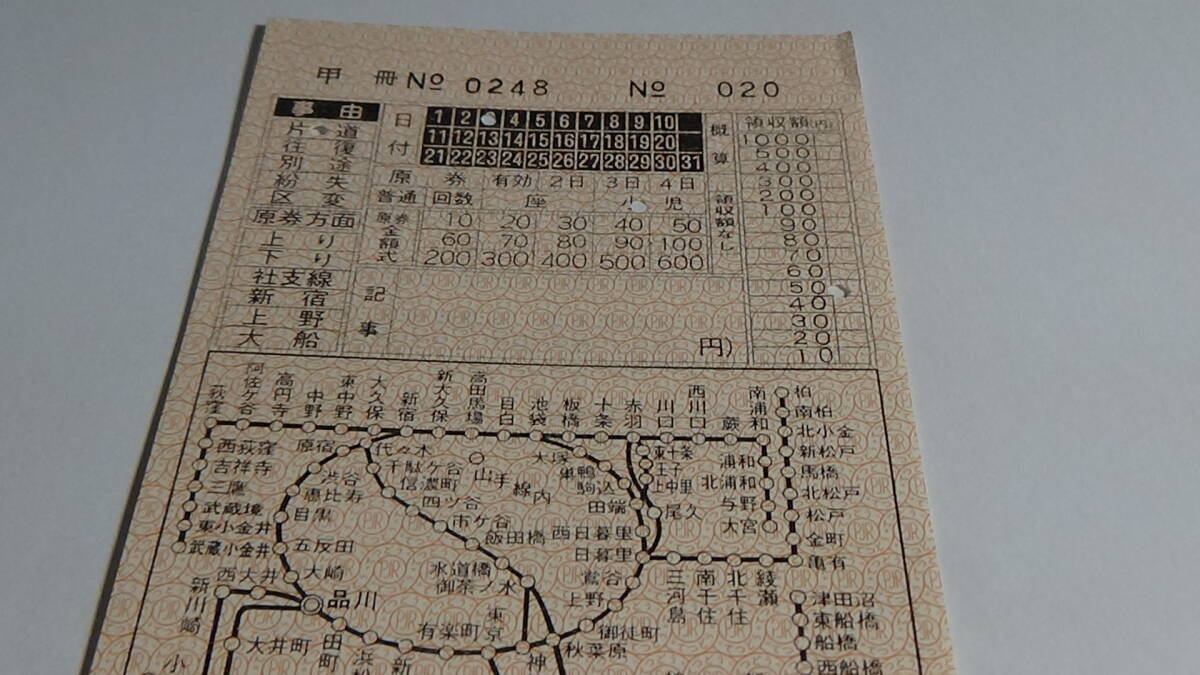 甲 冊 No 0248 No 020
事由
片道
往復
別途
紛失
区変
原券方面
上り
下り
社支線
新宿
上野
大船
日付
1 2 4 5 6 7 8 9 10
11 12 13 14 15 16 17 18 19 20
21 22 23 24 25 26 27 28 29 30 31
原券 有効 2日 3日 4日
普通 回数 座 小児
原券金額式
10 20 30 40 50
60 70 80 90 100
200 300 400 500 600
記事
円)
概算
領収額なし
領収額(円)
1000
500
400
300
200
100
90
80
70
60
50
40
30
20
10
荻窪
阿佐ケ谷
高円寺
中野
東中野
大久保
新宿
新大久保
高田馬場
目白
池袋
板橋
十条
赤羽
川口
西川口
蕨
南浦和
柏
南柏
北小金
新松戸
馬橋
北松戸
松戸
金町
亀有
西荻窪
吉祥寺
三鷹
武蔵境
東小金井
武蔵小金井
原宿
渋谷
恵比寿
目黒
五反田
大崎
西大井
新川崎
品川
代々木
千駄ケ谷
信濃町
四ツ谷
市ケ谷
飯田橋
水道橋
御茶ノ水
山手線内
大塚
巣鴨
駒込
田端
西日暮里
日暮里
鶯谷
上野
御徒町
秋葉原
東十条
王子
上中里
尾久
浦和
北浦和
与野
大宮
三河島
南千住
北千住
綾瀬
津田沼
東船橋
船橋
西船橋
大井町
田町
浜松
新
有楽町
東京
神
小